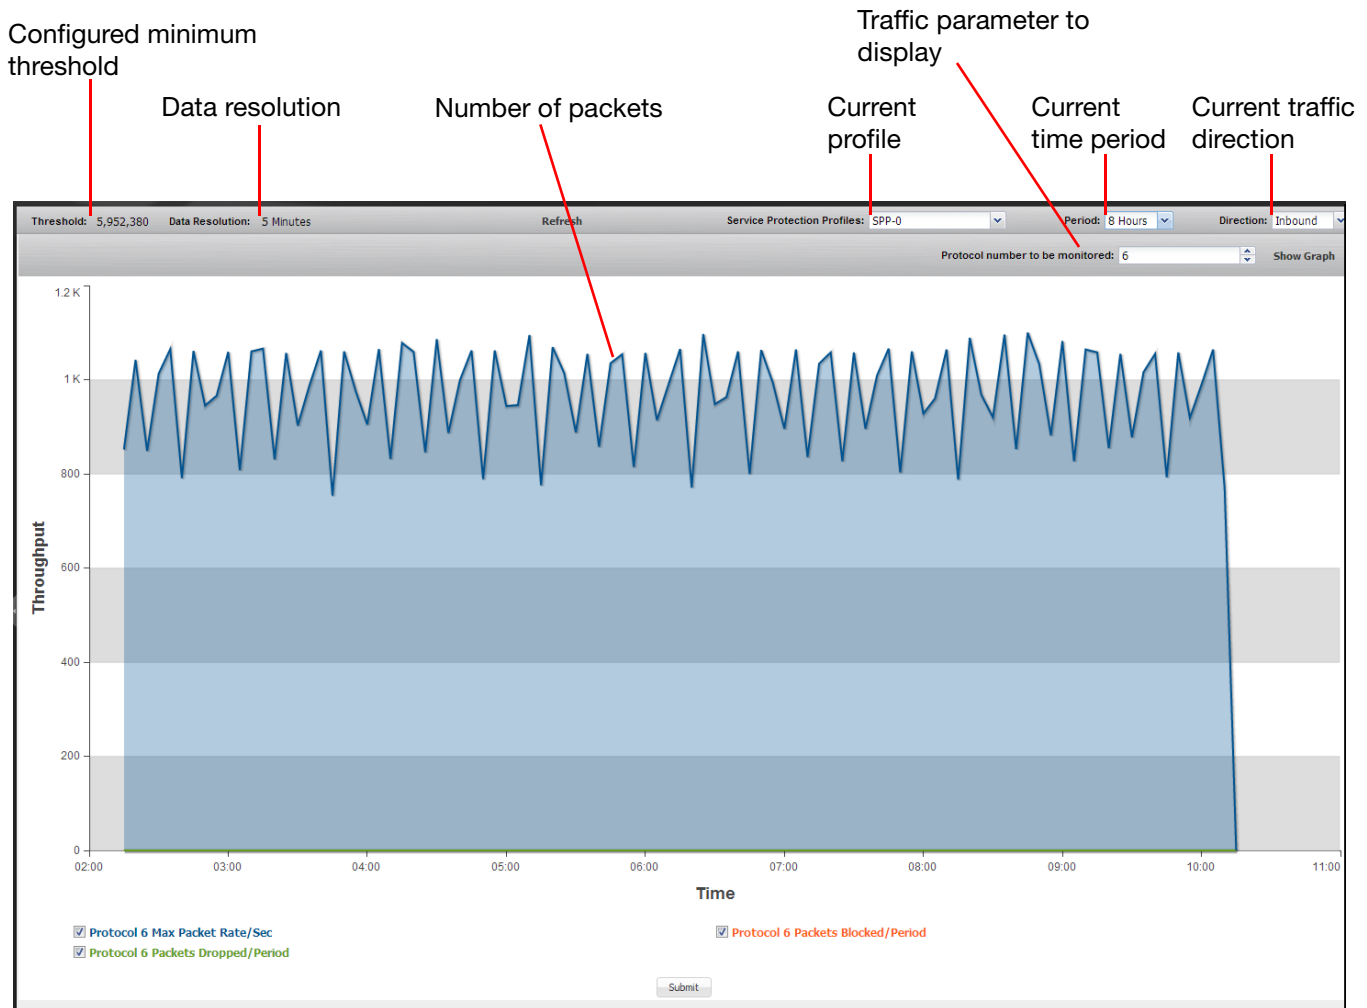 Configured minimum
threshold
Data resolution
Number of packets
Traffic parameter to
display
Current
profile
Current
time period
Current traffic
direction
Threshold: 5,952,380 Data Resolution: 5 Minutes Refresh Service Protection Profiles: SPP-0 Period: 8 Hours Direction: Inbound
Protocol number to be monitored: 6 Show Graph
1.2 K
1 K
800
600
400
200
0
Throughput
02:00 03:00 04:00 05:00 06:00 07:00 08:00 09:00 10:00 11:00
Time
Protocol 6 Max Packet Rate/Sec
Protocol 6 Packets Blocked/Period
Protocol 6 Packets Dropped/Period
Submit